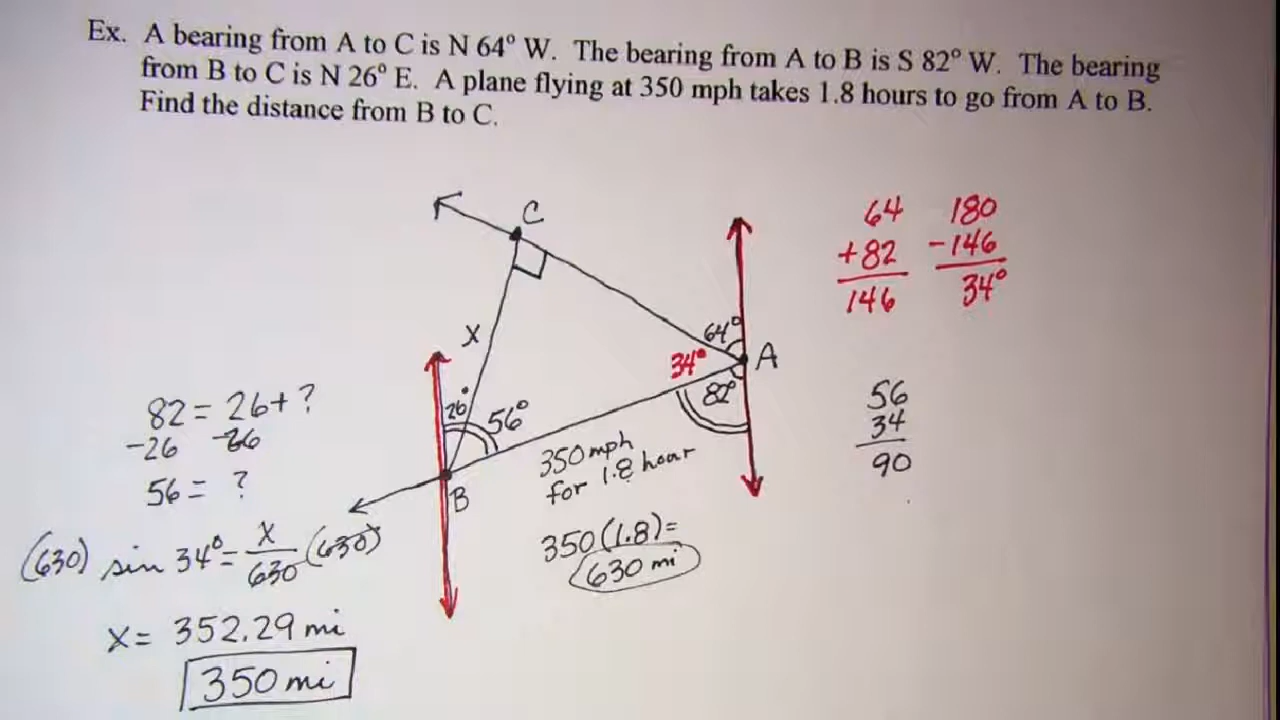 Ex. A bearing from A to C is N 64° W. The bearing from A to B is S 82° W. The bearing
from B to C is N 26° E. A plane flying at 350 mph takes 1.8 hours to go from A to B.
Find the distance from B to C.
C
X
64°
34°
A
82°
26°
56°
B
350 mph
for 1.8 hour
350(1.8)=
630 mi
64
+82
146
180
-146
34°
56
34
90
82 = 26 + ?
-26 -26
56 = ?
(630) sin 34° = x/630 (630)
x = 352.29 mi
350 mi